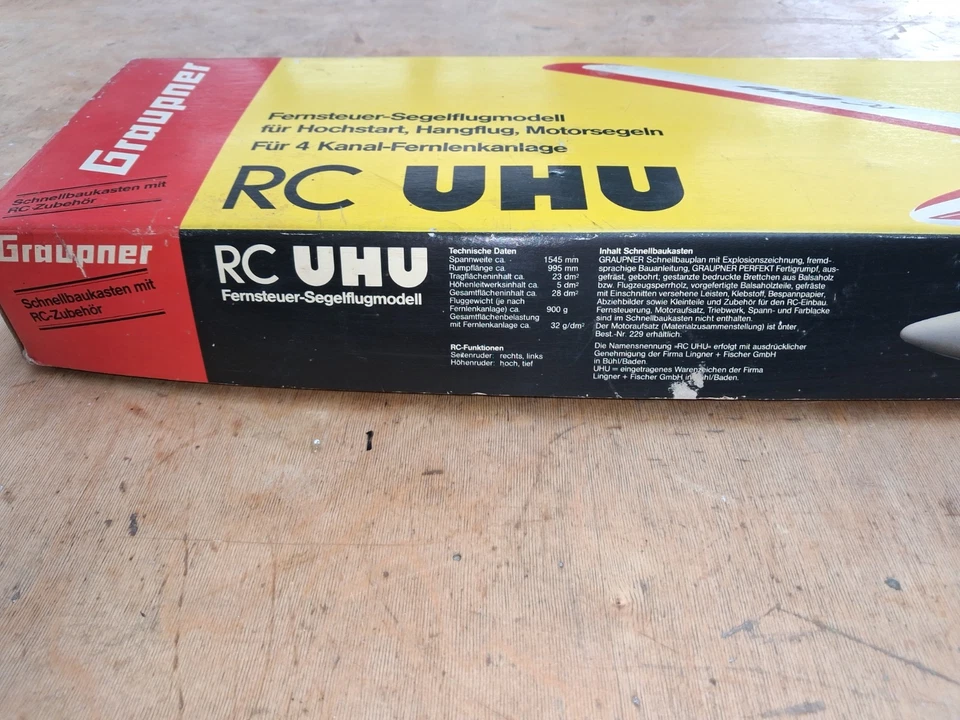 Graupner
Schnellbaukasten mit
RC-Zubehör
Fernsteuer-Segelflugmodell
für Hochstart, Hangflug, Motorsegeln
Für 4 Kanal-Fernlenkanlage
RC UHU
Graupner
Schnellbaukasten mit
RC-Zubehör
RC UHU
Fernsteuer-Segelflugmodell
Technische Daten
Spannweite ca. 1545 mm
Rumpflänge ca. 995 mm
Tragflächeninhalt ca. 23 dm²
Höhenleitwerksinhalt ca. 5 dm²
Gesamtflächeninhalt ca. 28 dm²
Fluggewicht (je nach
Fernlenkanlage) ca. 900 g
Gesamtflächenbelastung
mit Fernlenkanlage ca. 32 g/dm²
RC-Funktionen
Seitenruder: rechts, links
Höhenruder: hoch, tief
Inhalt Schnellbaukasten
GRAUPNER Schnellbauplan mit Explosionszeichnung, fremd-
sprachige Bauanleitung, GRAUPNER PERFEKT Fertigrumpf, aus-
gefräst, gebohrt; gestanzte bedruckte Brettchen aus Balsaholz
bzw. Flugzeugsperrholz, vorgefertigte Balsaholzteile, gefräste
mit Einschnitten versehene Leisten, Klebstoff, Bespannpapier,
Abziehbilder sowie Kleinteile und Zubehör für den RC-Einbau.
Fernsteuerung, Motoraufsatz, Triebwerk, Spann- und Farblacke
sind im Schnellbaukasten nicht enthalten.
Der Motoraufsatz (Materialzusammenstellung) ist unter
Best.-Nr. 229 erhältlich.
Die Namensnennung »RC UHU« erfolgt mit ausdrücklicher
Genehmigung der Firma Lingner + Fischer GmbH
in Bühl/Baden.
UHU = eingetragenes Warenzeichen der Firma
Lingner + Fischer GmbH in Bühl/Baden.